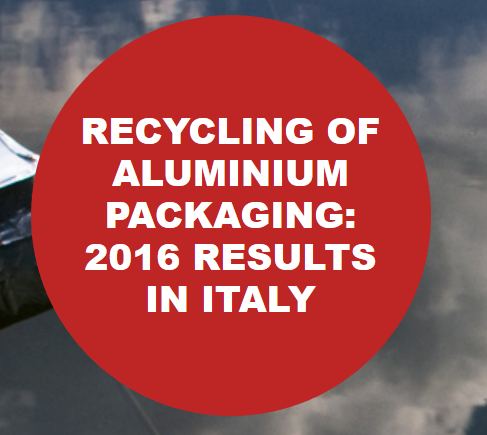 RECYCLING OF
ALUMINIUM
PACKAGING:
2016 RESULTS
IN ITALY